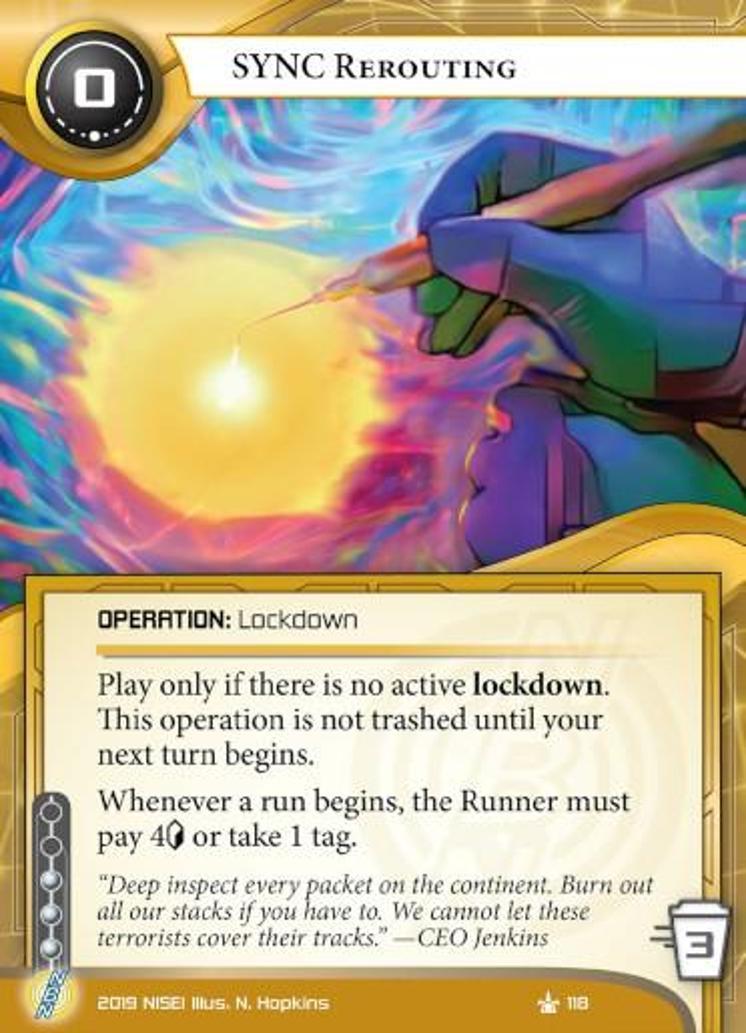 0
SYNC Rerouting
OPERATION: Lockdown
Play only if there is no active lockdown.
This operation is not trashed until your
next turn begins.
Whenever a run begins, the Runner must
pay 4 or take 1 tag.
“Deep inspect every packet on the continent. Burn out
all our stacks if you have to. We cannot let these
terrorists cover their tracks.” —CEO Jenkins
3
NBN
2019 NISEI Illus. N. Hopkins
118